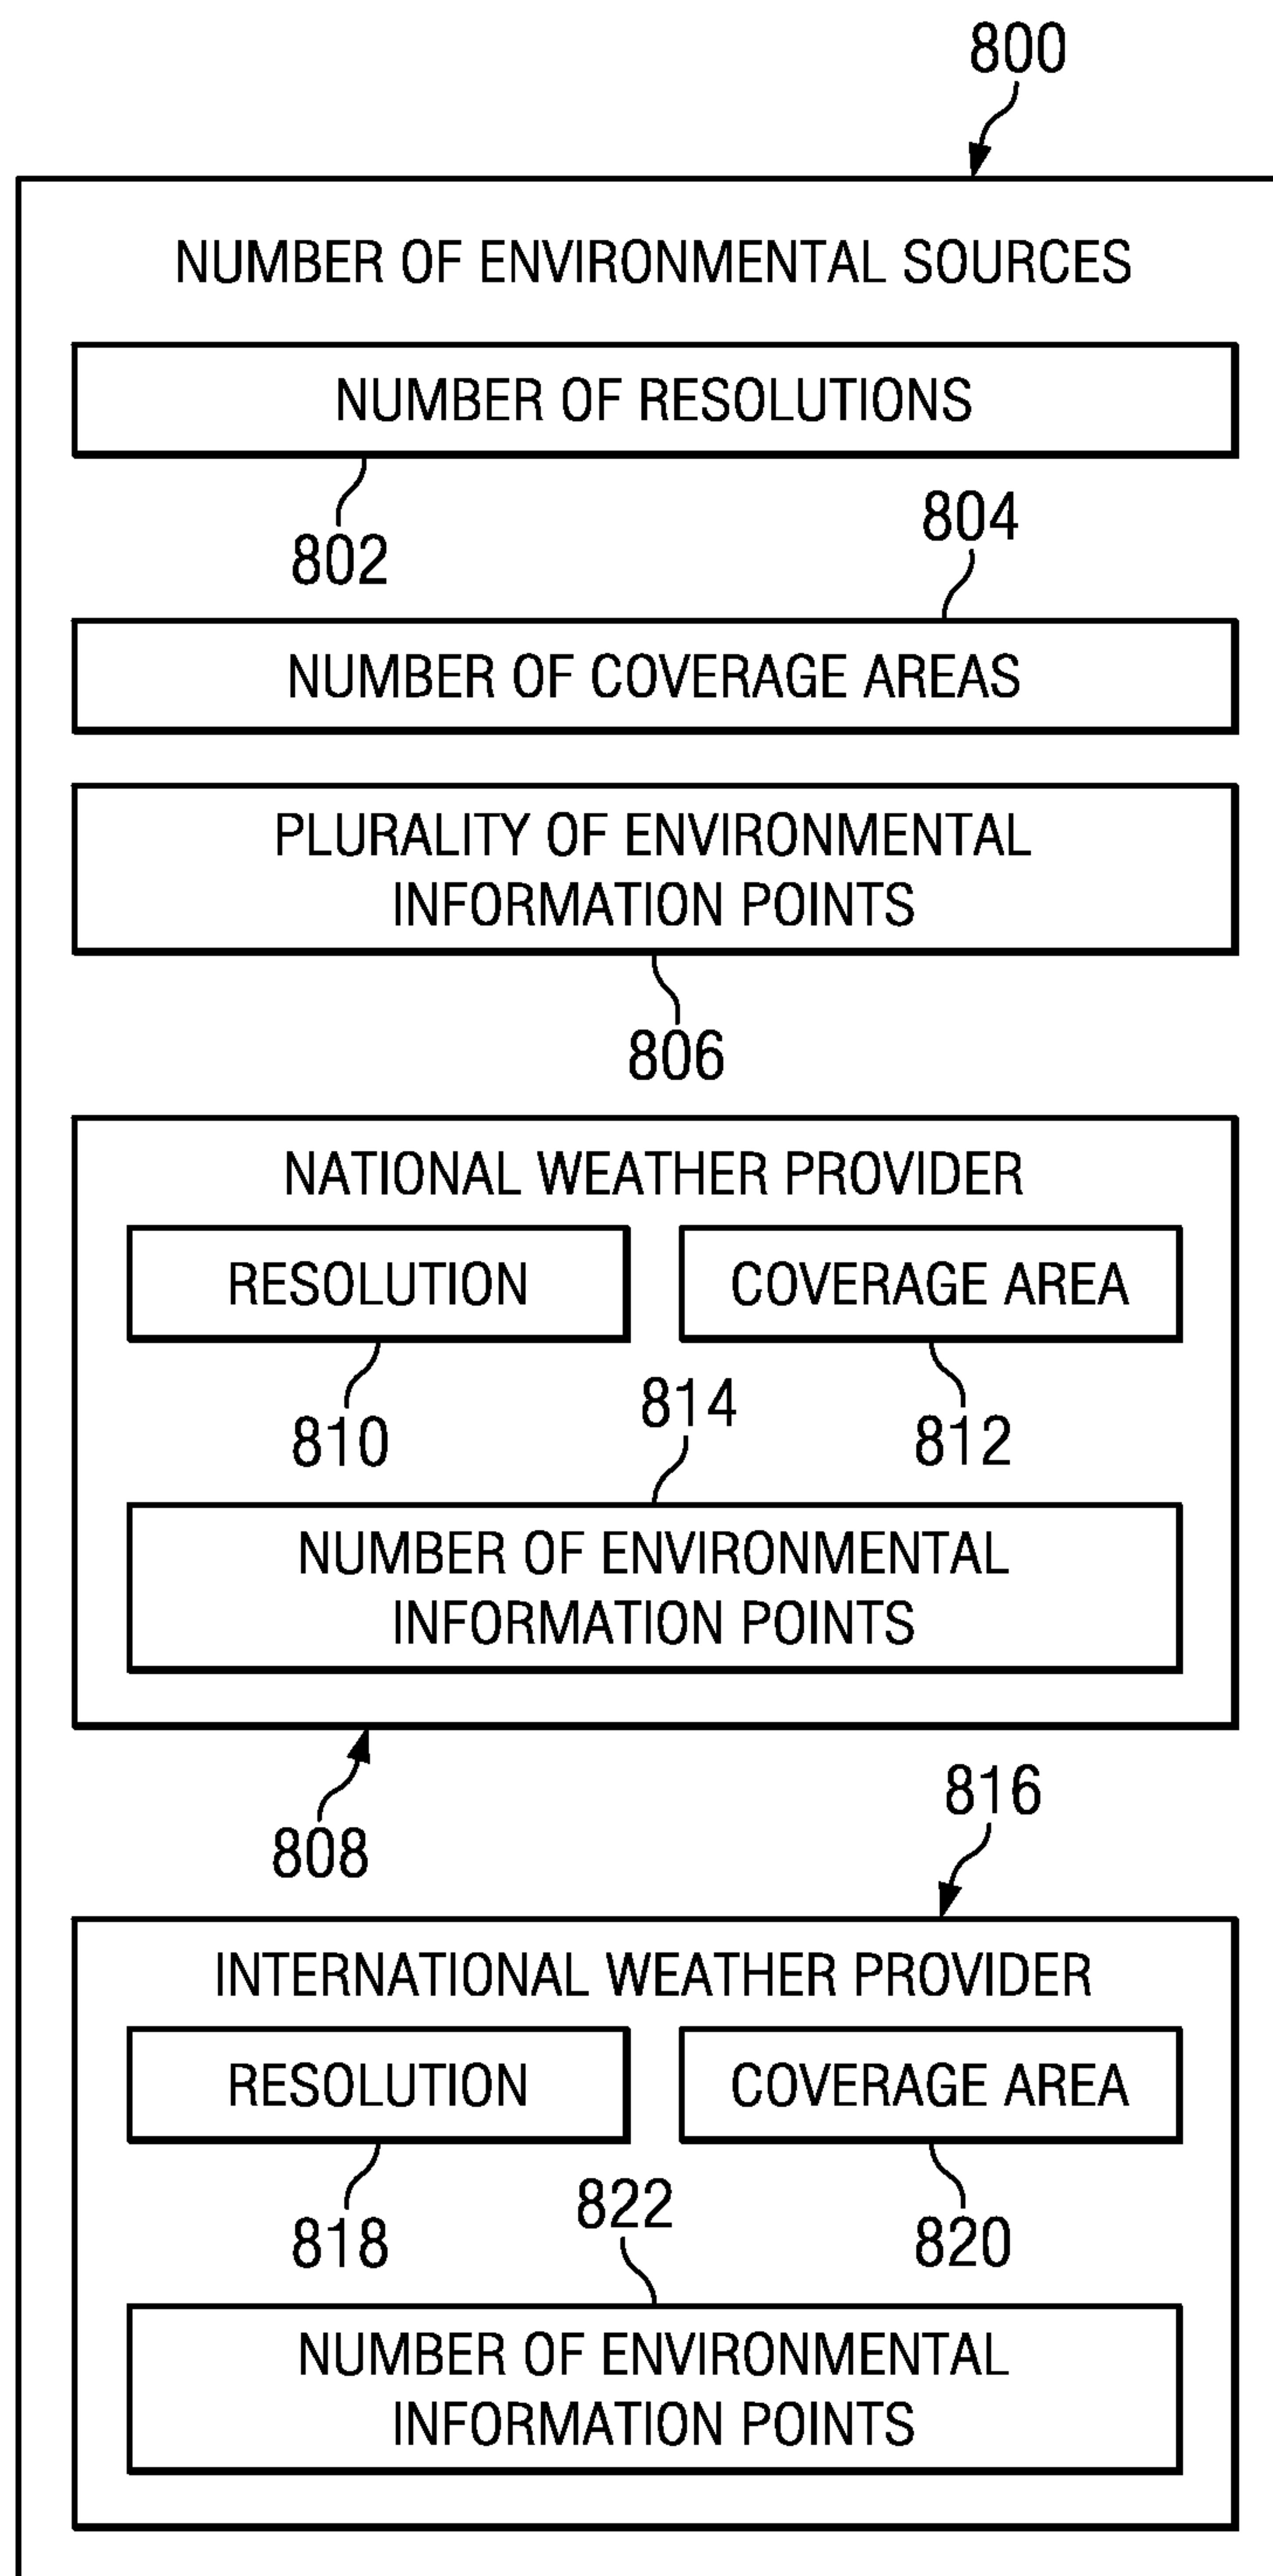 800
NUMBER OF ENVIRONMENTAL SOURCES
NUMBER OF RESOLUTIONS
802
804
NUMBER OF COVERAGE AREAS
PLURALITY OF ENVIRONMENTAL
INFORMATION POINTS
806
NATIONAL WEATHER PROVIDER
RESOLUTION
COVERAGE AREA
810
814
812
NUMBER OF ENVIRONMENTAL
INFORMATION POINTS
808
816
INTERNATIONAL WEATHER PROVIDER
RESOLUTION
COVERAGE AREA
818
822
820
NUMBER OF ENVIRONMENTAL
INFORMATION POINTS